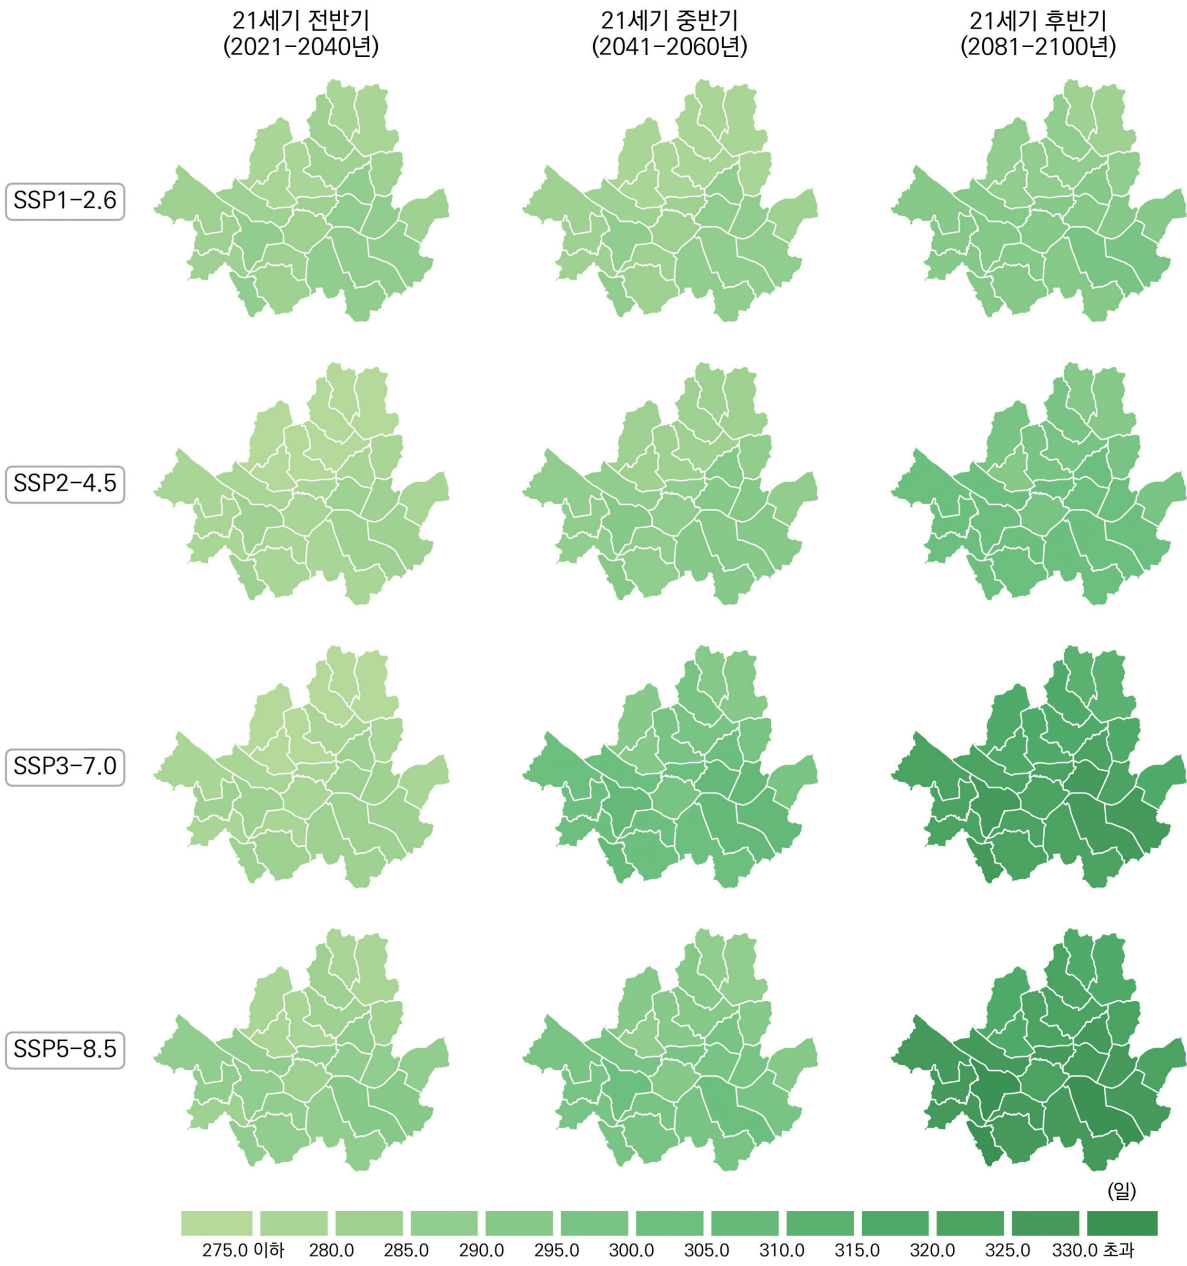 21세기 전반기
(2021-2040년)
21세기 중반기
(2041-2060년)
21세기 후반기
(2081-2100년)
SSP1-2.6
SSP2-4.5
SSP3-7.0
SSP5-8.5
(일)
275.0 이하 280.0 285.0 290.0 295.0 300.0 305.0 310.0 315.0 320.0 325.0 330.0 초과